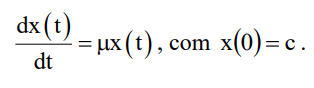 dx(t)/dt = μx(t), com x(0) = c.